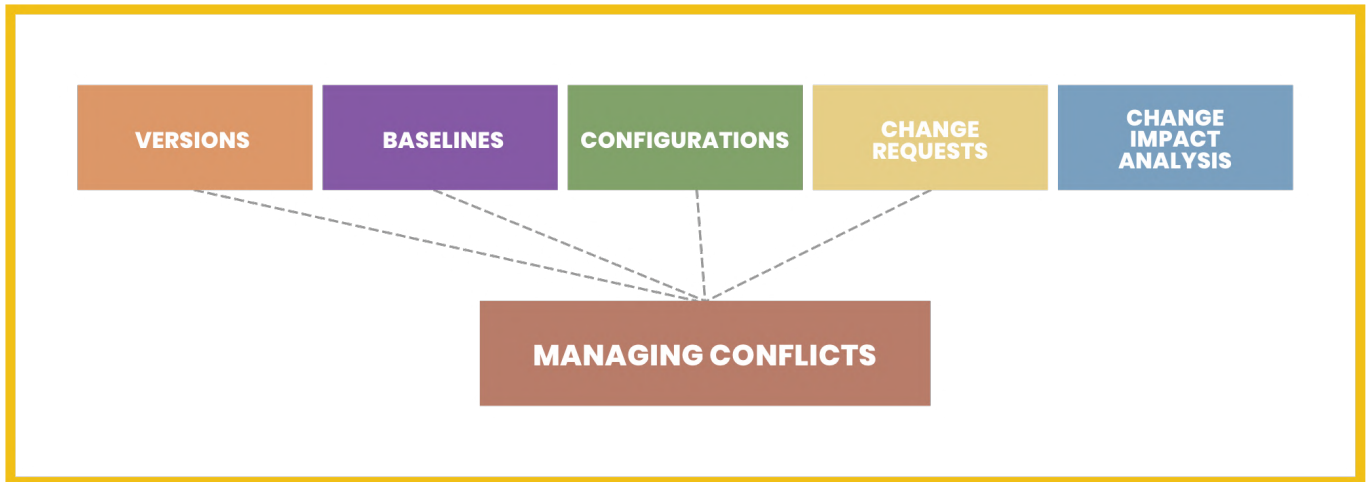 VERSIONS
BASELINES
CONFIGURATIONS
CHANGE
REQUESTS
CHANGE
IMPACT
ANALYSIS
MANAGING CONFLICTS